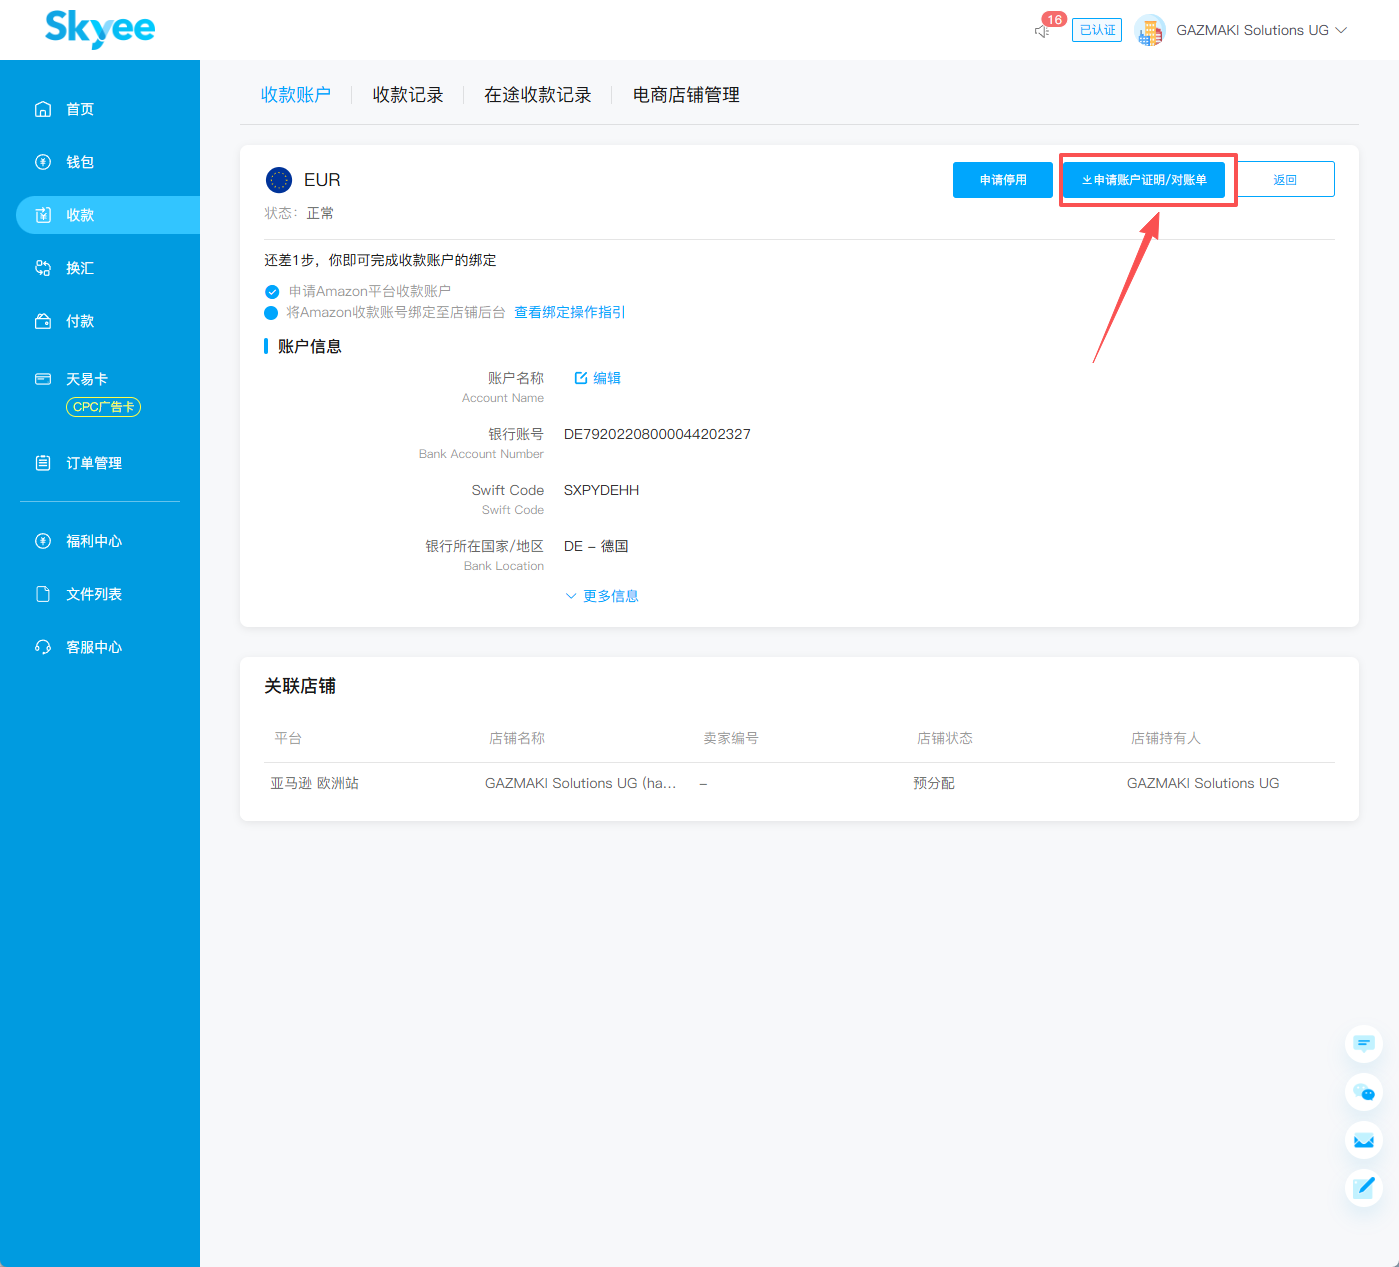 Skyee
16
已认证
GAZMAKI Solutions UG
首页
钱包
收款
换汇
付款
天易卡
CPC广告卡
订单管理
福利中心
文件列表
客服中心
收款账户
收款记录
在途收款记录
电商店铺管理
EUR
申请停用
申请账户证明/对账单
返回
状态：正常
还差1步，你即可完成收款账户的绑定
申请Amazon平台收款账户
将Amazon收款账号绑定至店铺后台 查看绑定操作指引
账户信息
账户名称 编辑
Account Name
银行账号 DE79202208000044202327
Bank Account Number
Swift Code SXPYDEHH
Swift Code
银行所在国家/地区 DE – 德国
Bank Location
更多信息
关联店铺
平台 店铺名称 卖家编号 店铺状态 店铺持有人
亚马逊 欧洲站 GAZMAKI Solutions UG (ha... – 预分配 GAZMAKI Solutions UG